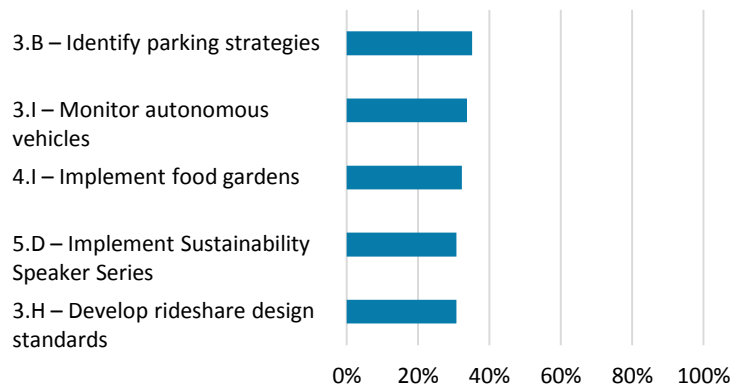 3.B – Identify parking strategies
3.I – Monitor autonomous
vehicles
4.I – Implement food gardens
5.D – Implement Sustainability
Speaker Series
3.H – Develop rideshare design
standards
0% 20% 40% 60% 80% 100%